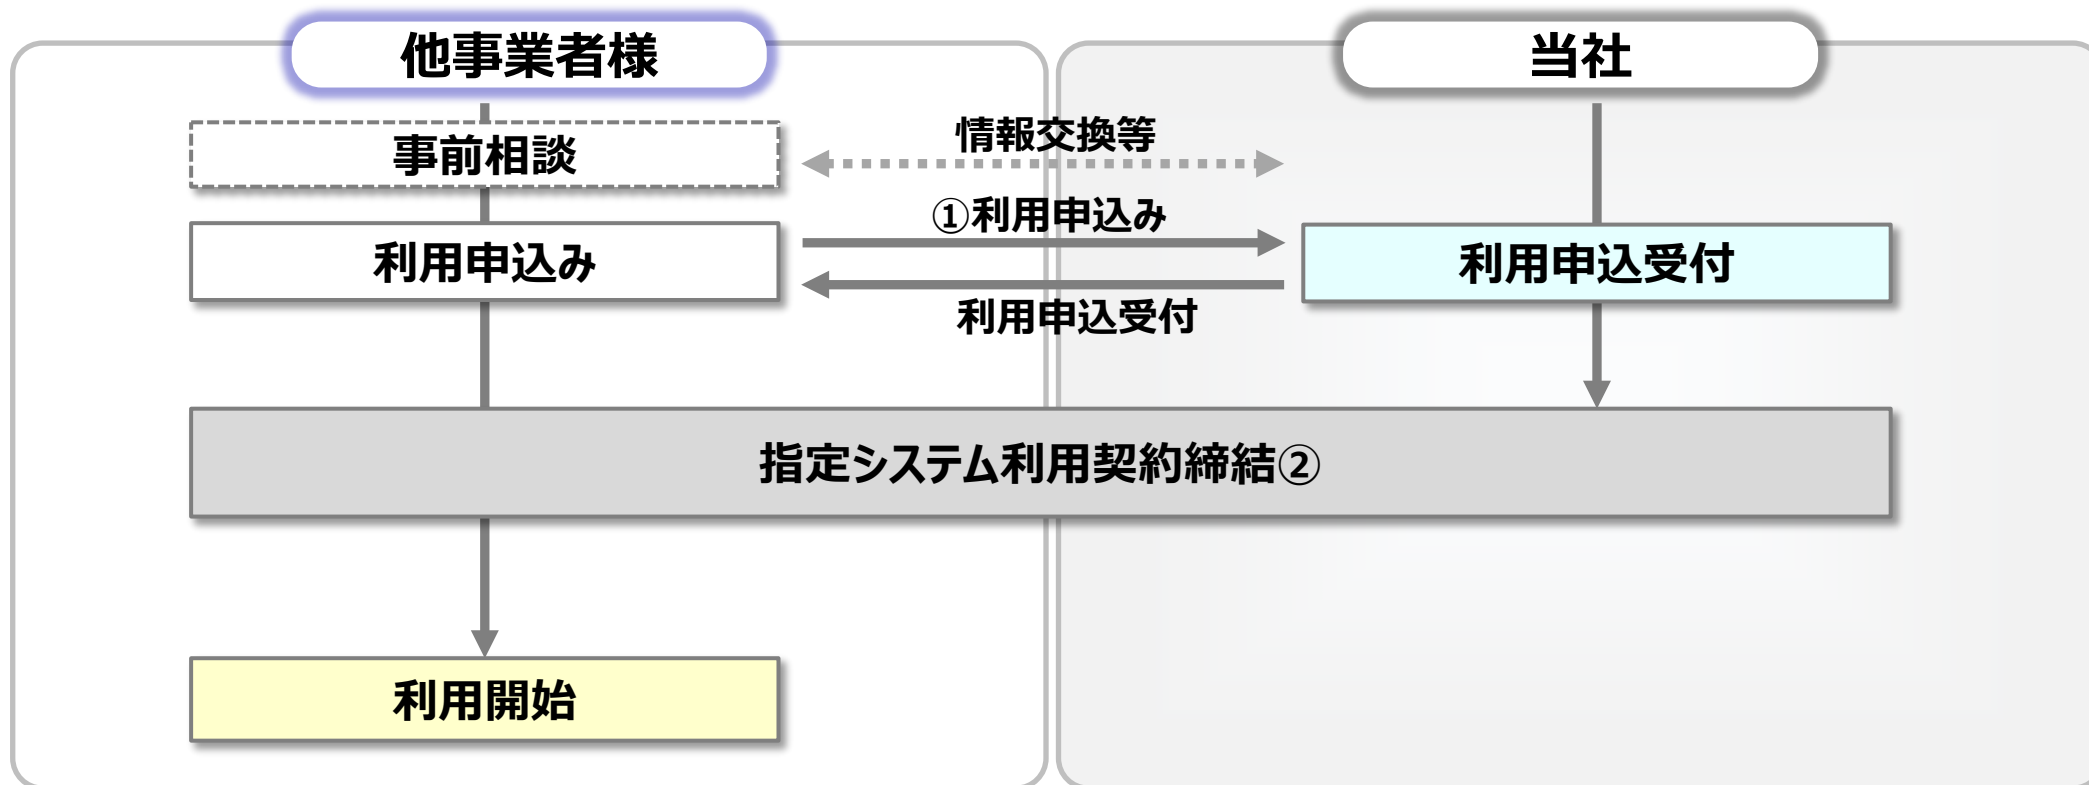 他事業者様
当社
事前相談
情報交換等
①利用申込み
利用申込み
利用申込受付
利用申込受付
指定システム利用契約締結②
利用開始